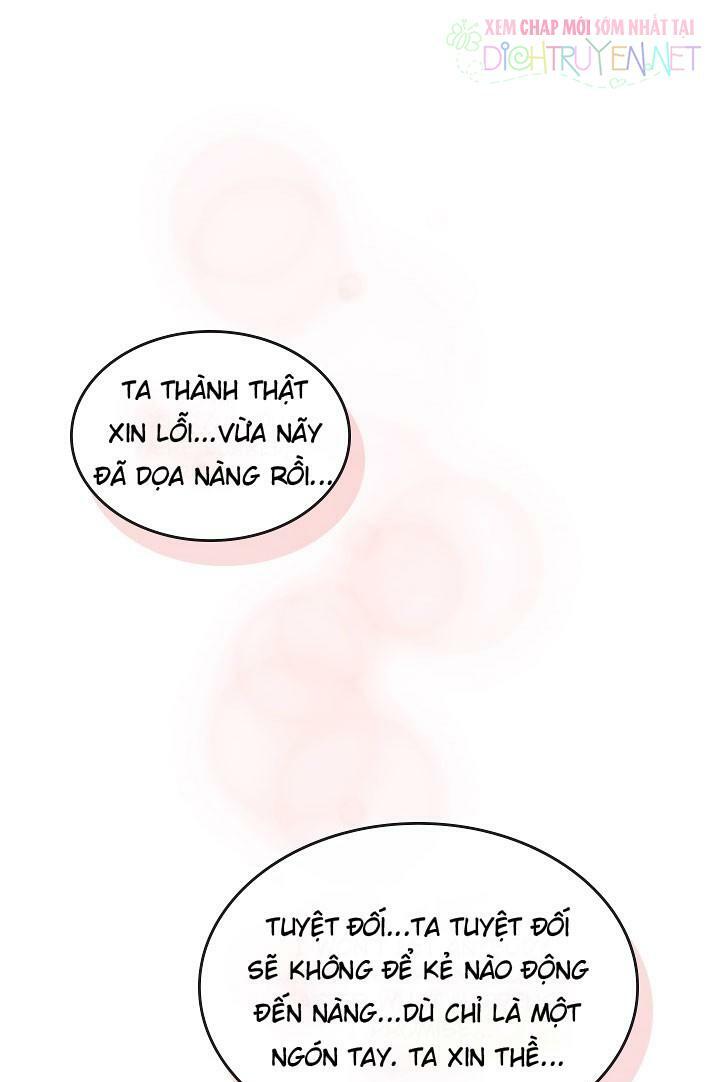 XEM CHAP MỚI SỚM NHẤT TẠI
DICHTRUYEN.NET
TA THÀNH THẬT
XIN LỖI...VỪA NÃY
ĐÃ DỌA NÀNG RỒI...
TUYỆT ĐỐI...TA TUYỆT ĐỐI
SẼ KHÔNG ĐỂ KẺ NÀO ĐỘNG
ĐẾN NÀNG...DÙ CHỈ LÀ MỘT
NGÓN TAY. TA XIN THỀ...